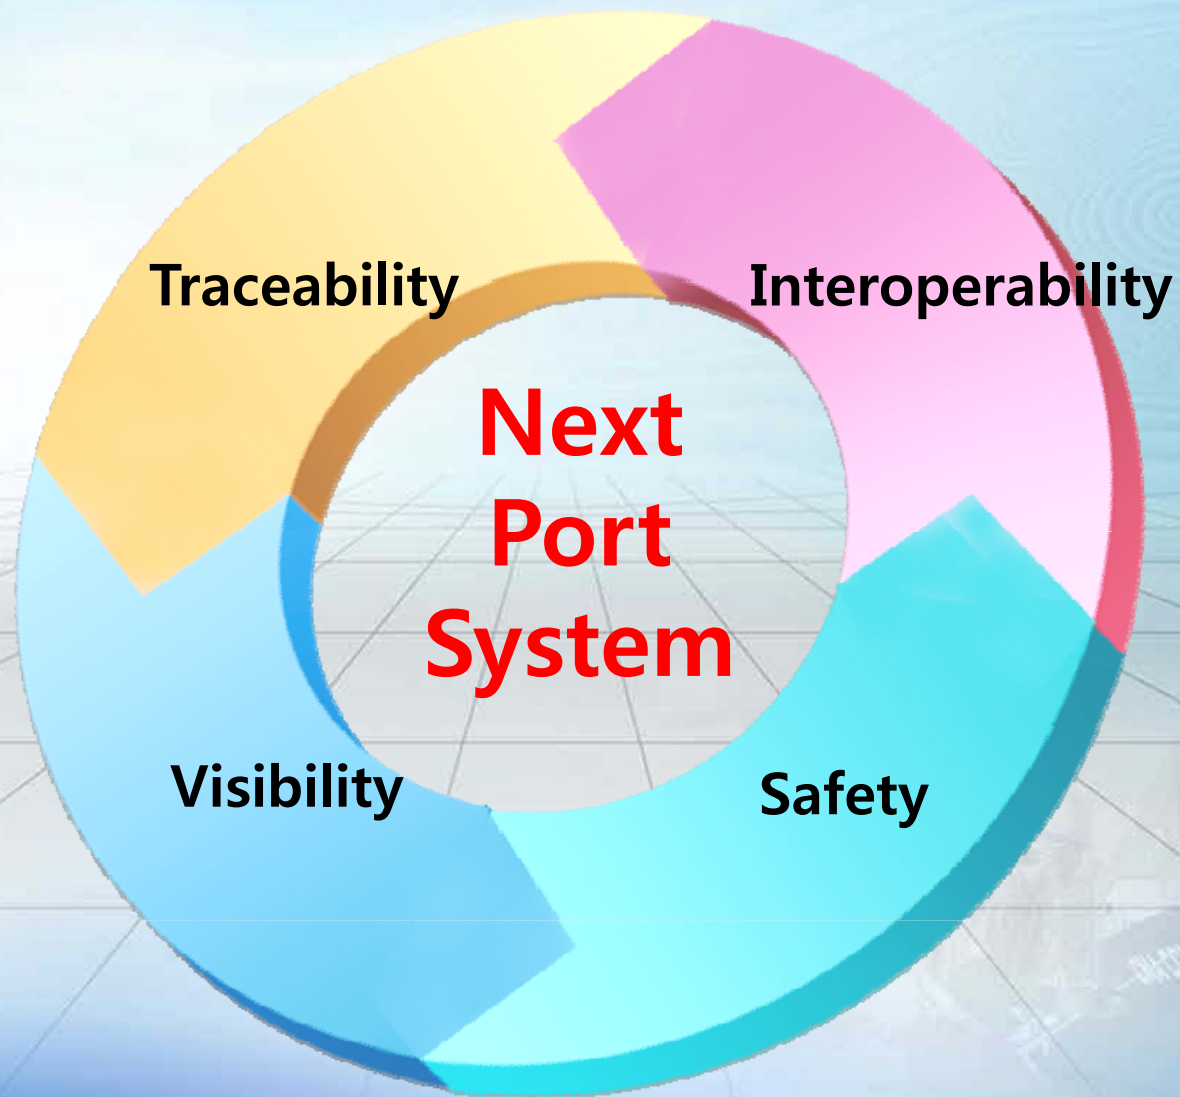 Traceability
Interoperability
Next
Port
System
Visibility
Safety